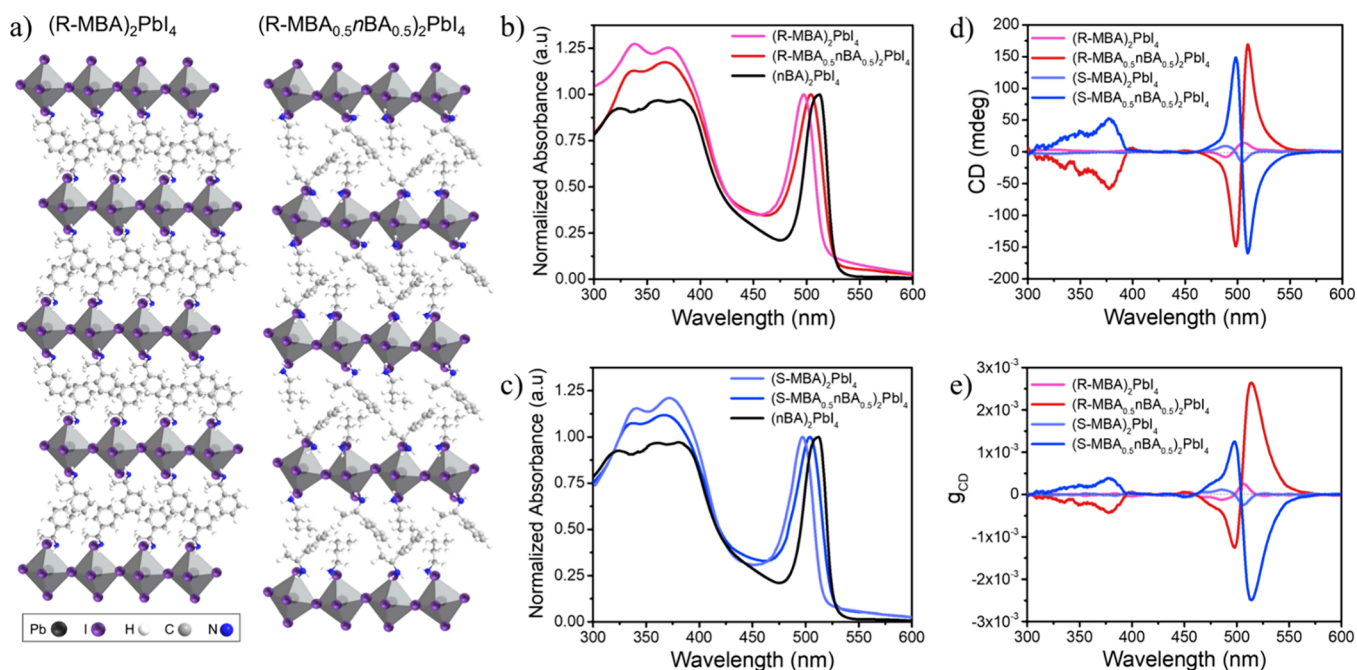 a)
(R-MBA)₂PbI₄
(R-MBA₀.₅nBA₀.₅)₂PbI₄
Pb I H C N
b)
(R-MBA)₂PbI₄
(R-MBA₀.₅nBA₀.₅)₂PbI₄
(nBA)₂PbI₄
Normalized Absorbance (a.u)
1.25
1.00
0.75
0.50
0.25
0.00
300 350 400 450 500 550 600
Wavelength (nm)
c)
(S-MBA)₂PbI₄
(S-MBA₀.₅nBA₀.₅)₂PbI₄
(nBA)₂PbI₄
Normalized Absorbance (a.u)
1.25
1.00
0.75
0.50
0.25
0.0
300 350 400 450 500 550 600
Wavelength (nm)
d)
(R-MBA)₂PbI₄
(R-MBA₀.₅nBA₀.₅)₂PbI₄
(S-MBA)₂PbI₄
(S-MBA₀.₅nBA₀.₅)₂PbI₄
CD (mdeg)
200
150
100
50
0
-50
-100
-150
200
300 350 400 450 500 550 600
Wavelength (nm)
e)
(R-MBA)₂PbI₄
(R-MBA₀.₅nBA₀.₅)₂PbI₄
(S-MBA)₂PbI₄
(S-MBA₀.₅nBA₀.₅)₂PbI₄
gCD
3x10⁻³
2x10⁻³
1x10⁻³
0
-1x10⁻³
-2x10⁻³
-3x10⁻³
300 350 400 450 500 550 600
Wavelength (nm)